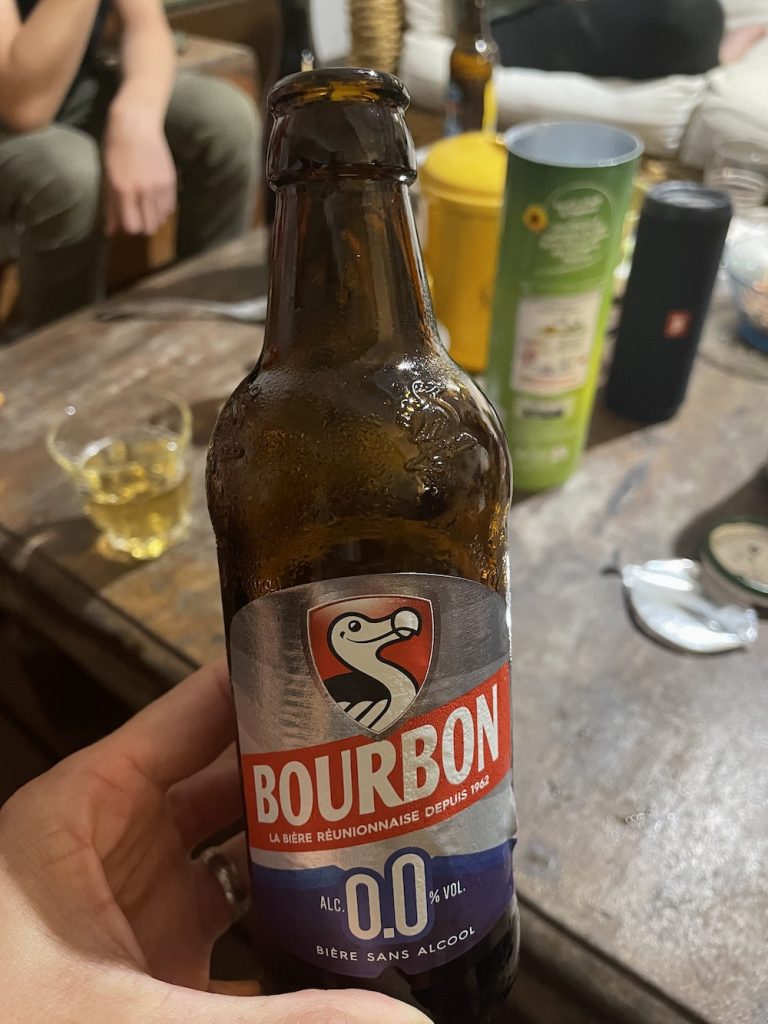 BOURBON
LA BIÈRE RÉUNIONNAISE DEPUIS 1962
ALC. 0.0 % VOL.
BIÈRE SANS ALCOOL